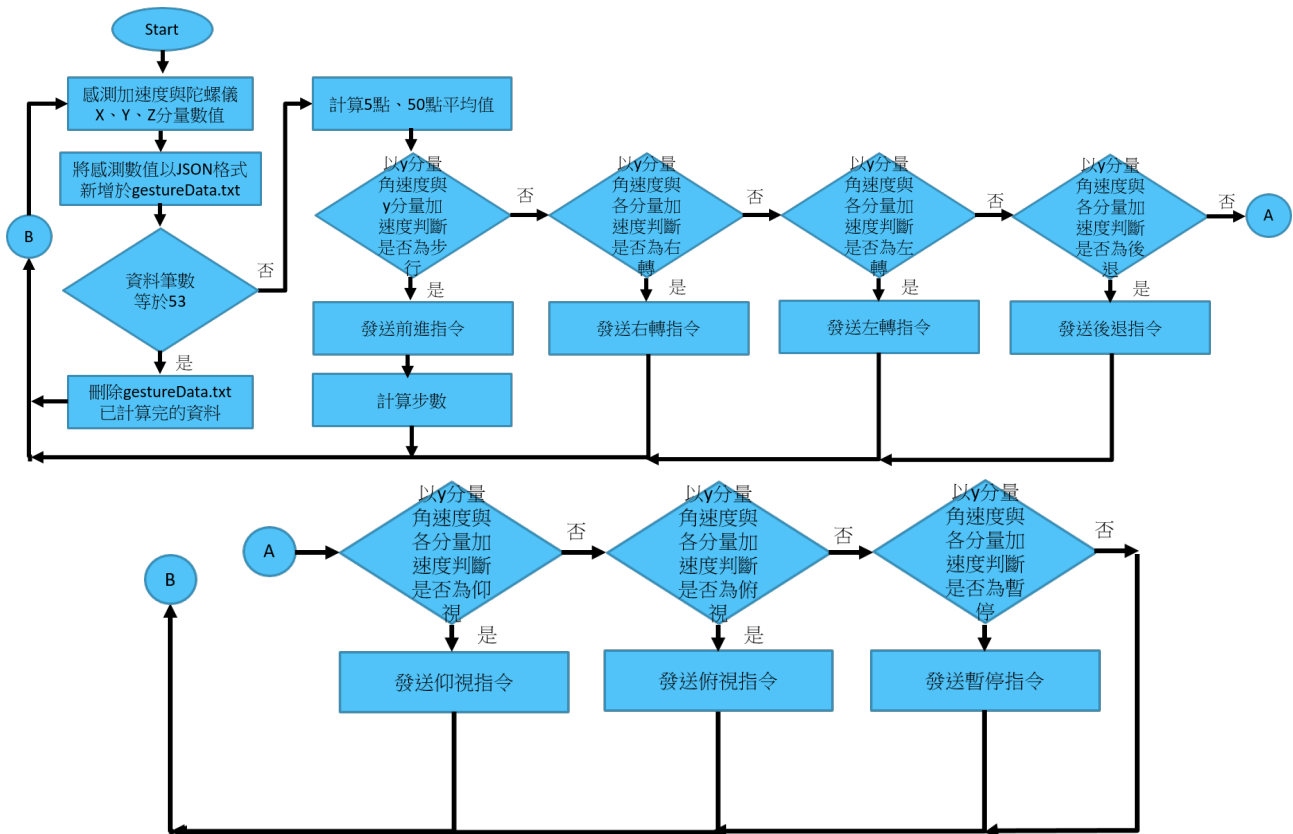 Start
感測加速度與陀螺儀
X、Y、Z分量數值
將感測數值以JSON格式
新增於gestureData.txt
B
資料筆數
等於53
否
是
刪除gestureData.txt
已計算完的資料
計算5點、50點平均值
以y分量
角速度與
y分量加
速度判斷
是否為步
行
否
是
發送前進指令
計算步數
以y分量
角速度與
各分量加
速度判斷
是否為右
轉
否
是
發送右轉指令
以y分量
角速度與
各分量加
速度判斷
是否為左
轉
否
是
發送左轉指令
以y分量
角速度與
各分量加
速度判斷
是否為後
退
否
是
發送後退指令
A
A
B
以y分量
角速度與
各分量加
速度判斷
是否為仰
視
否
是
發送仰視指令
以y分量
角速度與
各分量加
速度判斷
是否為俯
視
否
是
發送俯視指令
以y分量
角速度與
各分量加
速度判斷
是否為暫
停
否
發送暫停指令